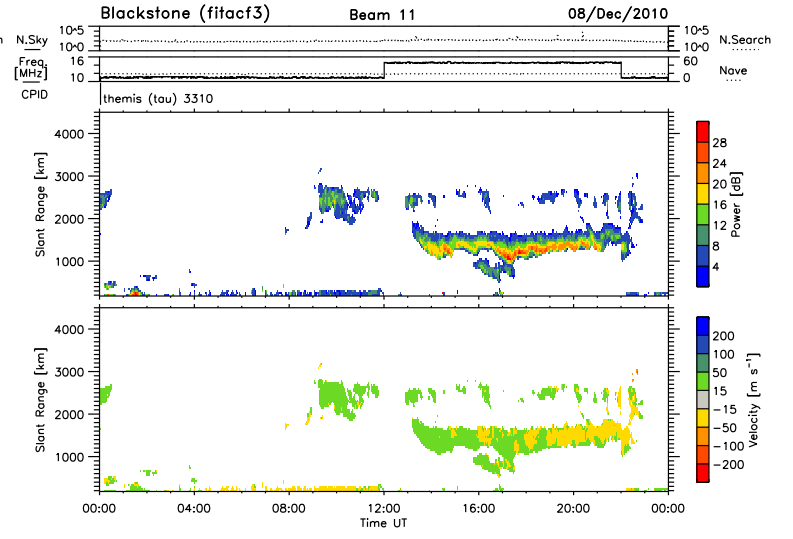 Blackstone (fitacf3) Beam 11 08/Dec/2010
N.Sky 10^5 10^0 10^5 10^0 N.Search
Freq. [MHz] 16 10 60 0 Nave
CPID themis (tau) 3310
Slant Range [km] 4000 3000 2000 1000
28 24 20 16 12 8 4 Power [dB]
Slant Range [km] 4000 3000 2000 1000
200 100 50 15 −15 −50 −100 −200 Velocity [m s⁻¹]
00:00 04:00 08:00 12:00 16:00 20:00 00:00
Time UT